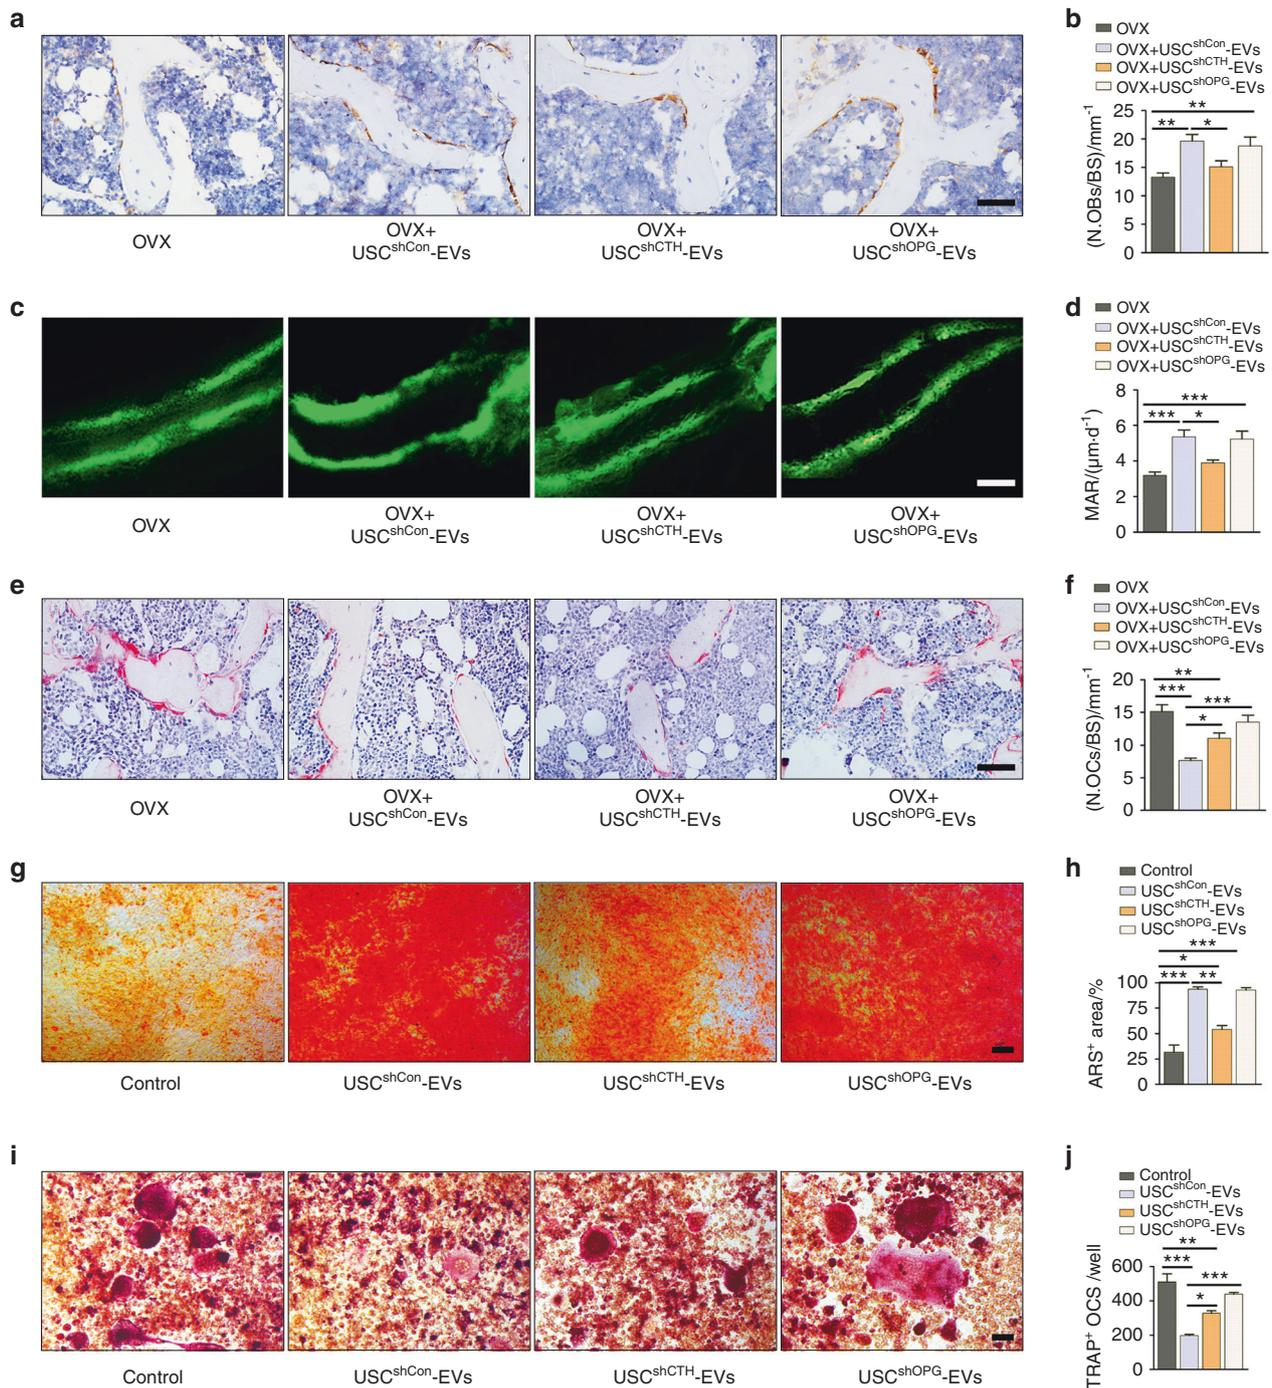 a
OVX
OVX+
USCshCon-EVs
OVX+
USCshCTH-EVs
OVX+
USCshOPG-EVs
b
OVX
OVX+USCshCon-EVs
OVX+USCshCTH-EVs
OVX+USCshOPG-EVs
**
** *
25
20
15
10
5
0
(N.OBs/BS)/mm-1
c
OVX
OVX+
USCshCon-EVs
OVX+
USCshCTH-EVs
OVX+
USCshOPG-EVs
d
OVX
OVX+USCshCon-EVs
OVX+USCshCTH-EVs
OVX+USCshOPG-EVs
***
*** *
8
6
4
2
0
MAR/(μm·d-1)
e
OVX
OVX+
USCshCon-EVs
OVX+
USCshCTH-EVs
OVX+
USCshOPG-EVs
f
OVX
OVX+USCshCon-EVs
OVX+USCshCTH-EVs
OVX+USCshOPG-EVs
**
*** ***
*
20
15
10
5
0
(N.OCs/BS)/mm-1
g
Control
USCshCon-EVs
USCshCTH-EVs
USCshOPG-EVs
h
Control
USCshCon-EVs
USCshCTH-EVs
USCshOPG-EVs
***
*
*** **
100
75
50
25
0
ARS+ area/%
i
Control
USCshCon-EVs
USCshCTH-EVs
USCshOPG-EVs
j
Control
USCshCon-EVs
USCshCTH-EVs
USCshOPG-EVs
**
*** ***
*
600
400
200
0
TRAP+ OCS /well